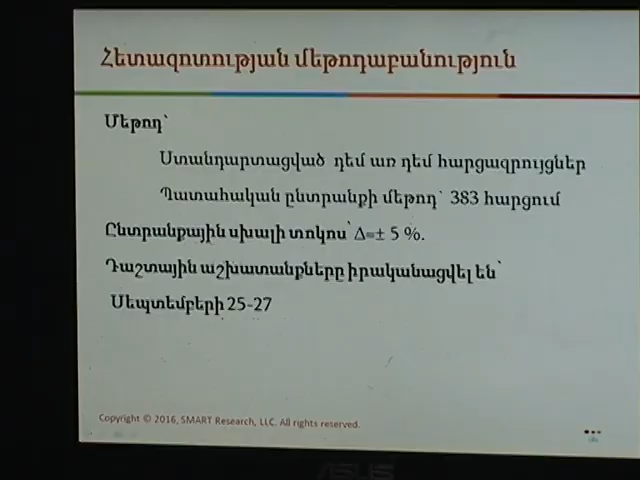 Հետազոտության մեթոդաբանություն
Մեթոդ՝
Ստանդարտացված դեմ առ դեմ հարցազրույցներ
Պատահական ընտրանքի մեթոդ՝ 383 հարցում
Ընտրանքային սխալի տոկոս՝ Δ=± 5 %.
Դաշտային աշխատանքները իրականացվել են՝
Սեպտեմբերի 25-27
Copyright © 2016, SMART Research, LLC. All rights reserved.
ASUS